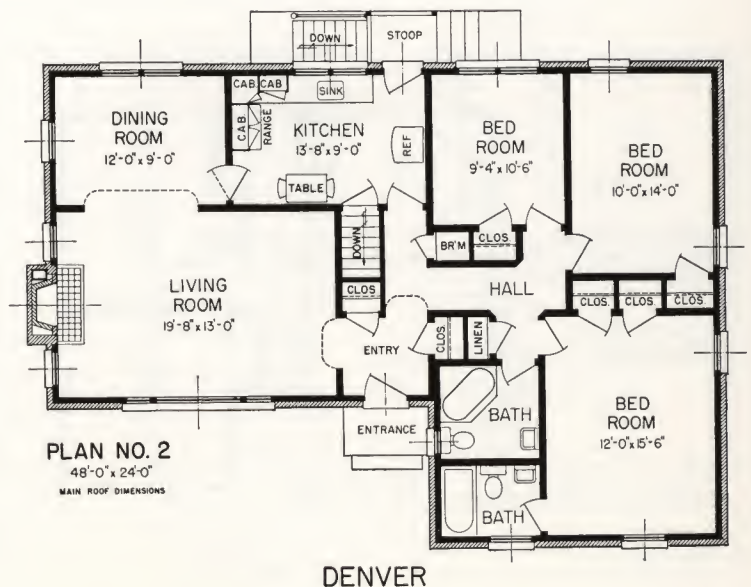 DOWN
STOOP
DINING
ROOM
12'-0" x 9'-0"
CAB.
CAB
SINK
CAB.
RANGE
KITCHEN
13'-8" x 9'-0"
REF
TABLE
BED
ROOM
9'-4" x 10'-6"
BED
ROOM
10'-0" x 14'-0"
DOWN
BR'M
CLOS.
LIVING
ROOM
19'-8" x 13'-0"
CLOS
HALL
CLOS.
CLOS.
CLOS.
ENTRY
CLOS.
LINEN
BATH
BED
ROOM
12'-0" x 15'-6"
ENTRANCE
PLAN NO. 2
48'-0" x 24'-0"
MAIN ROOF DIMENSIONS
BATH
DENVER